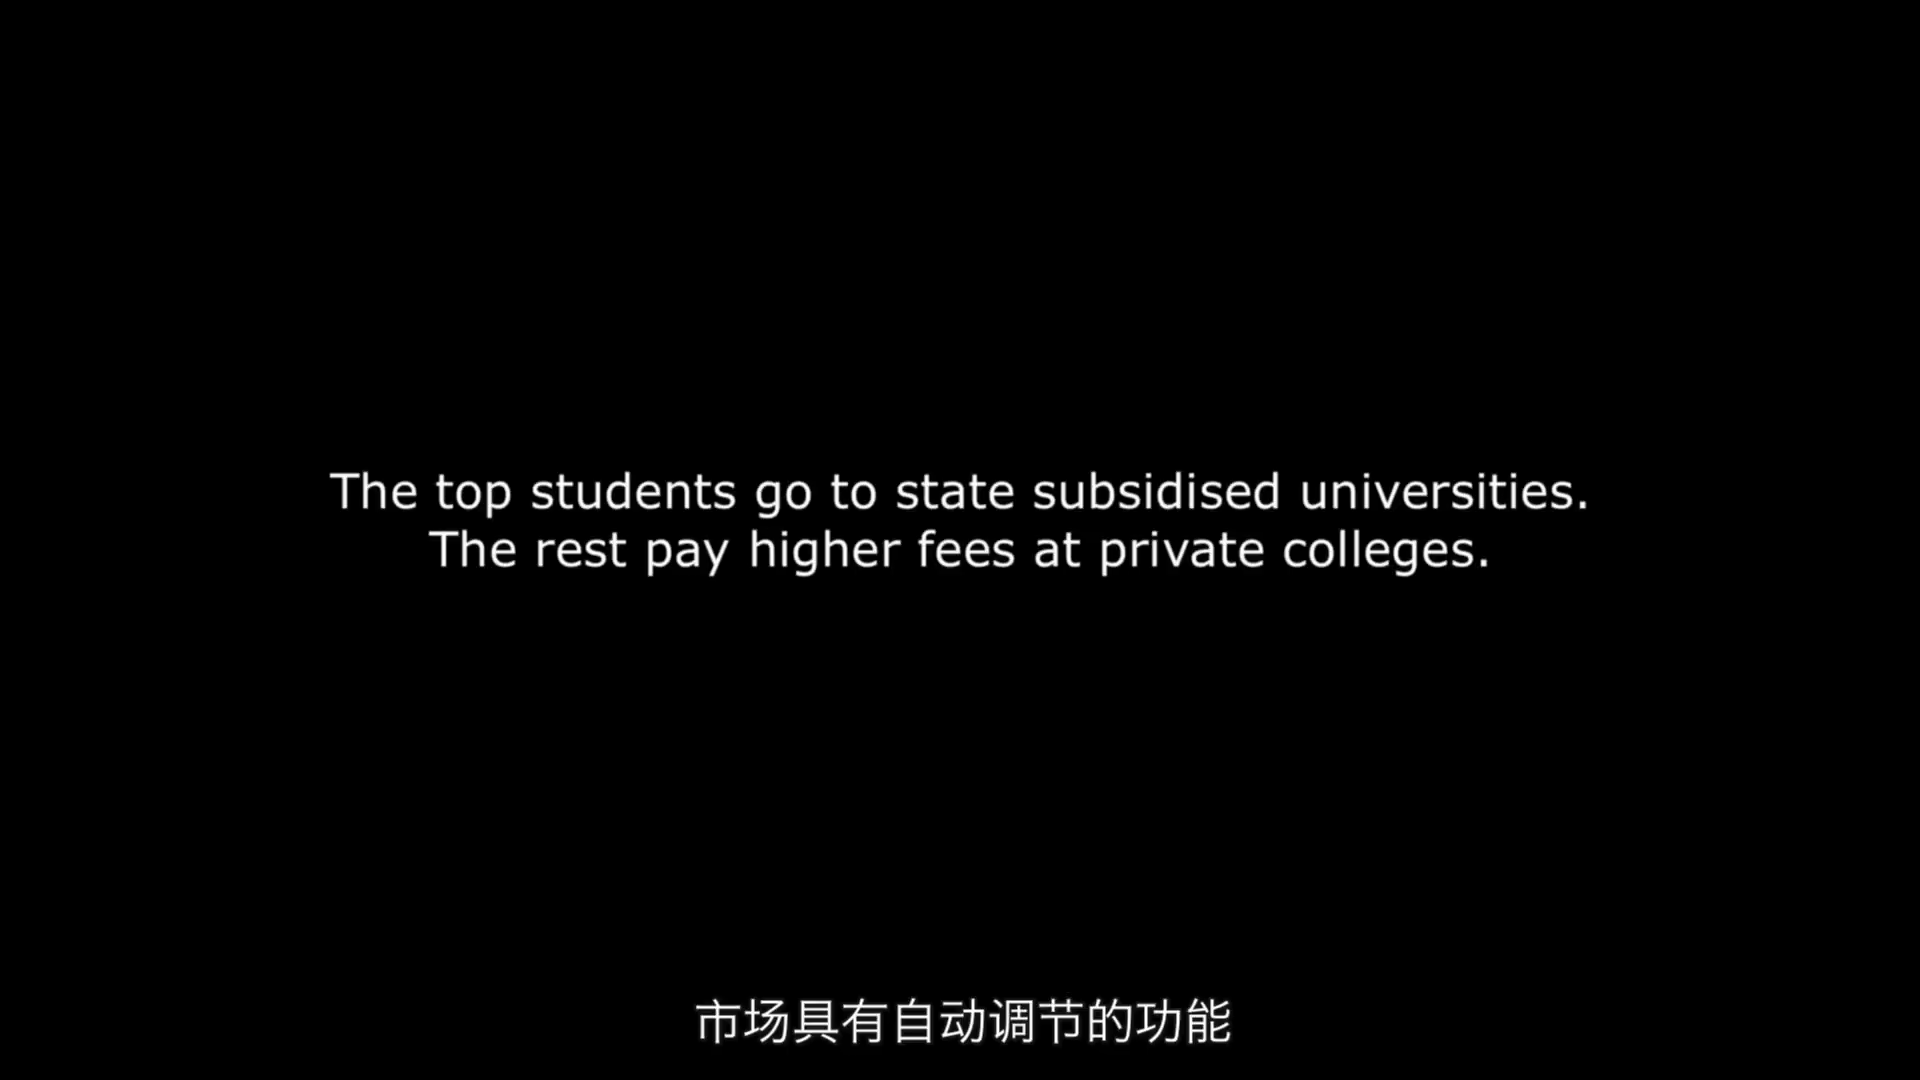 The top students go to state subsidised universities.
The rest pay higher fees at private colleges.
市场具有自动调节的功能